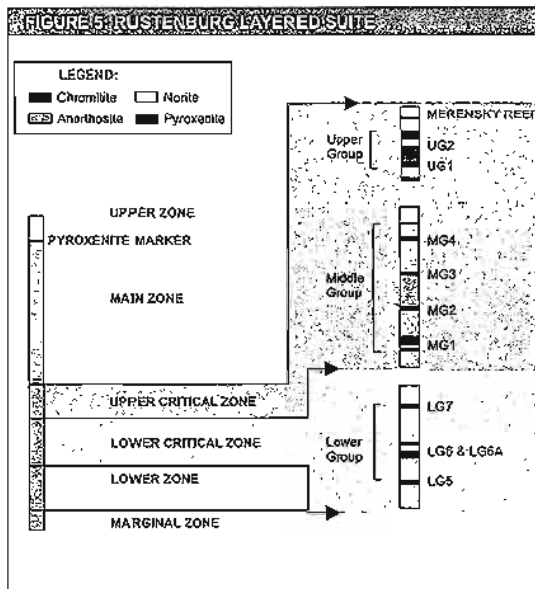 FIGURE 5: RUSTENBURG LAYERED SUITE
LEGEND:
Chromitite
Norite
Anorthosite
Pyroxenite
UPPER ZONE
PYROXENITE MARKER
MAIN ZONE
UPPER CRITICAL ZONE
LOWER CRITICAL ZONE
LOWER ZONE
MARGINAL ZONE
MERENSKY REEF
Upper
Group
UG2
UG1
MG4
MG3
Middle
Group
MG2
MG1
LG7
Lower
Group
LG6 & LG6A
LG5